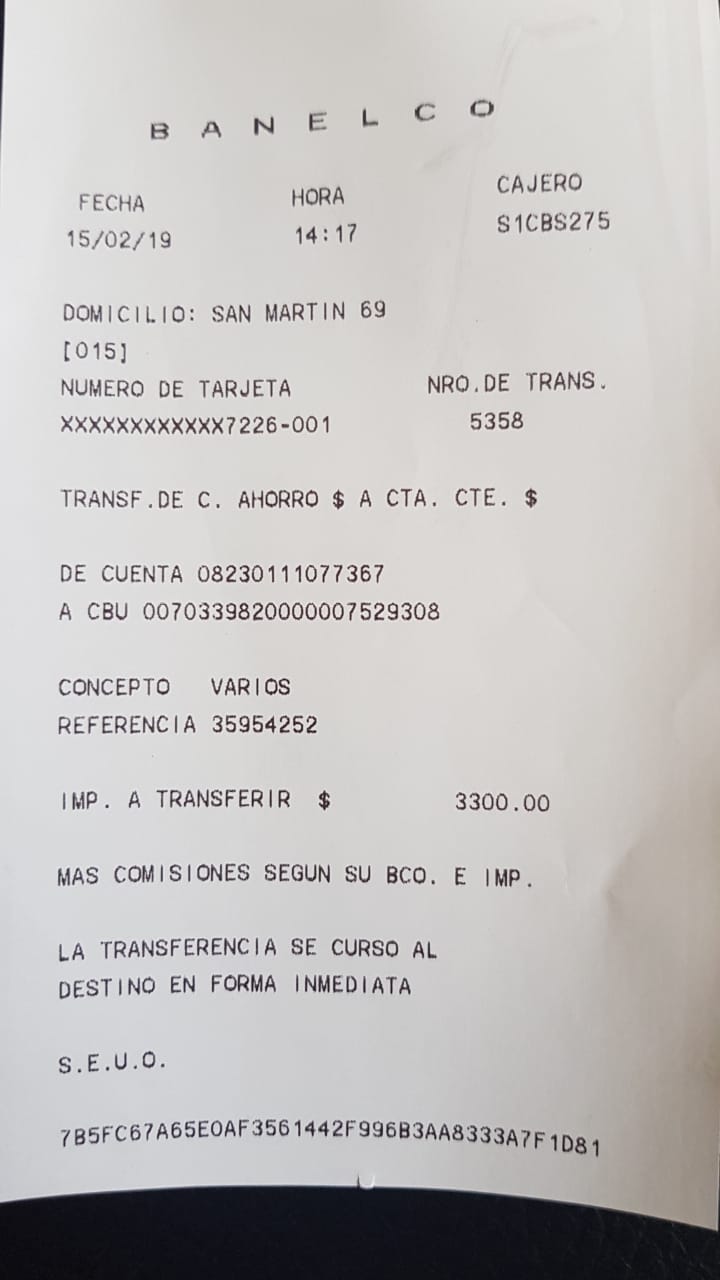 B A N E L C O
FECHA HORA CAJERO
15/02/19 14:17 S1CBS275
DOMICILIO: SAN MARTIN 69
[015]
NUMERO DE TARJETA NRO.DE TRANS.
XXXXXXXXXXXX7226-001 5358
TRANSF.DE C. AHORRO $ A CTA. CTE. $
DE CUENTA 08230111077367
A CBU 0070339820000007529308
CONCEPTO VARIOS
REFERENCIA 35954252
IMP. A TRANSFERIR $ 3300.00
MAS COMISIONES SEGUN SU BCO. E IMP.
LA TRANSFERENCIA SE CURSO AL
DESTINO EN FORMA INMEDIATA
S.E.U.O.
7B5FC67A65E0AF3561442F996B3AA8333A7F1D81